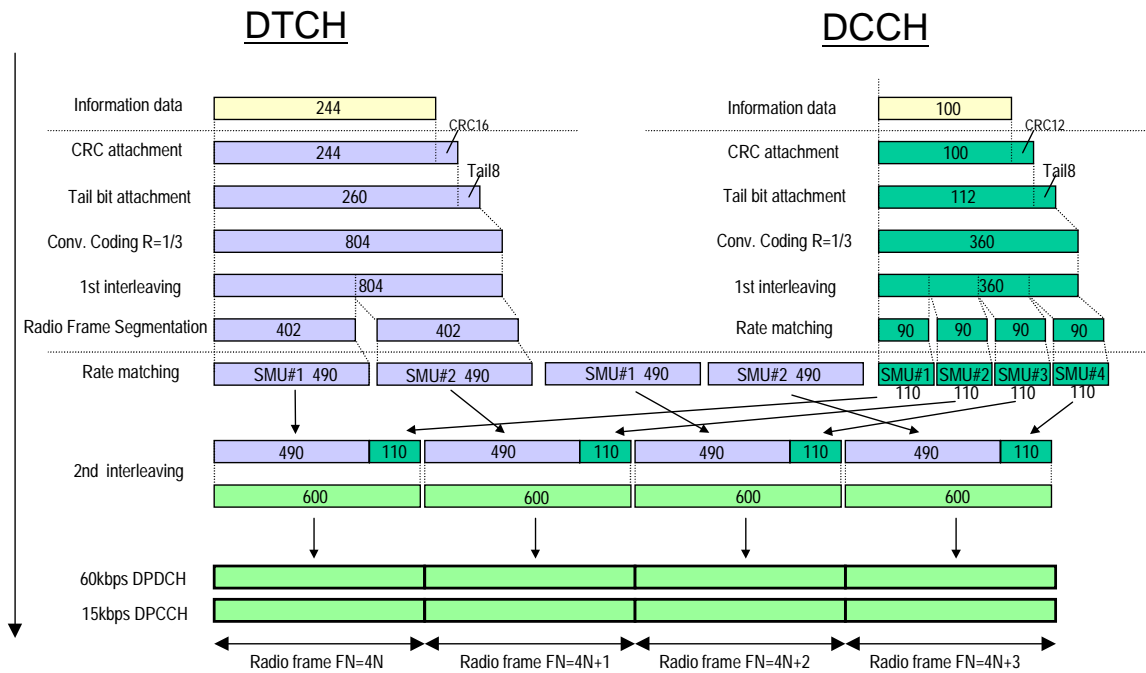 DTCH
DCCH
Information data
244
Information data
100
CRC16
CRC12
CRC attachment
244
CRC attachment
100
Tail8
Tail8
Tail bit attachment
260
Tail bit attachment
112
Conv. Coding R=1/3
804
Conv. Coding R=1/3
360
1st interleaving
804
1st interleaving
360
Radio Frame Segmentation
402
402
Rate matching
90
90
90
90
Rate matching
SMU#1 490
SMU#2 490
SMU#1 490
SMU#2 490
SMU#1
SMU#2
SMU#3
SMU#4
110
110
110
110
2nd interleaving
490
110
490
110
490
110
490
110
600
600
600
600
60kbps DPDCH
15kbps DPCCH
Radio frame FN=4N
Radio frame FN=4N+1
Radio frame FN=4N+2
Radio frame FN=4N+3